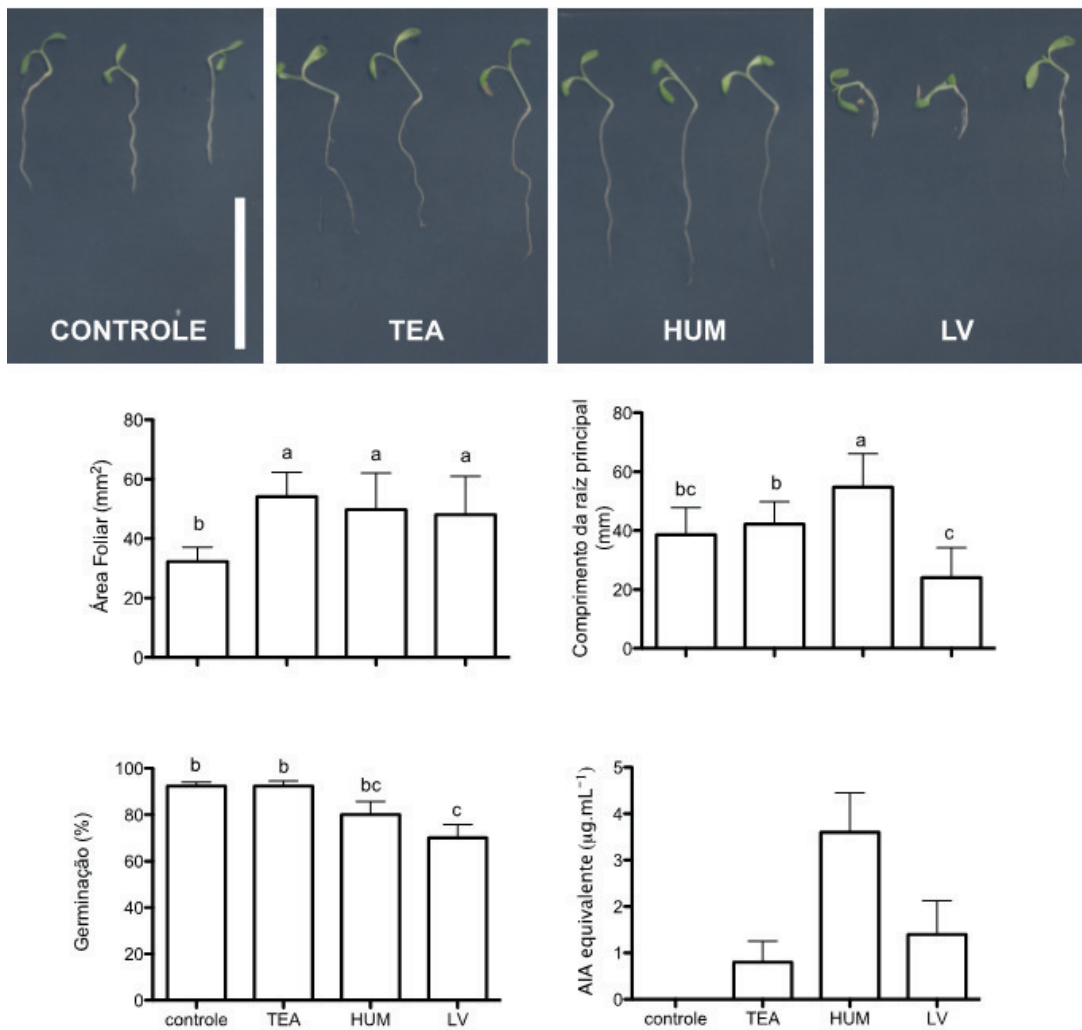 CONTROLE
TEA
HUM
LV
Área Foliar (mm²)
80
60
40
20
0
b
a
a
a
Comprimento da raíz principal
(mm)
80
60
40
20
0
bc
b
a
c
Germinação (%)
100
80
60
40
20
0
b
b
bc
c
controle
TEA
HUM
LV
AIA equivalente (µg.mL⁻¹)
5
4
3
2
1
0
controle
TEA
HUM
LV